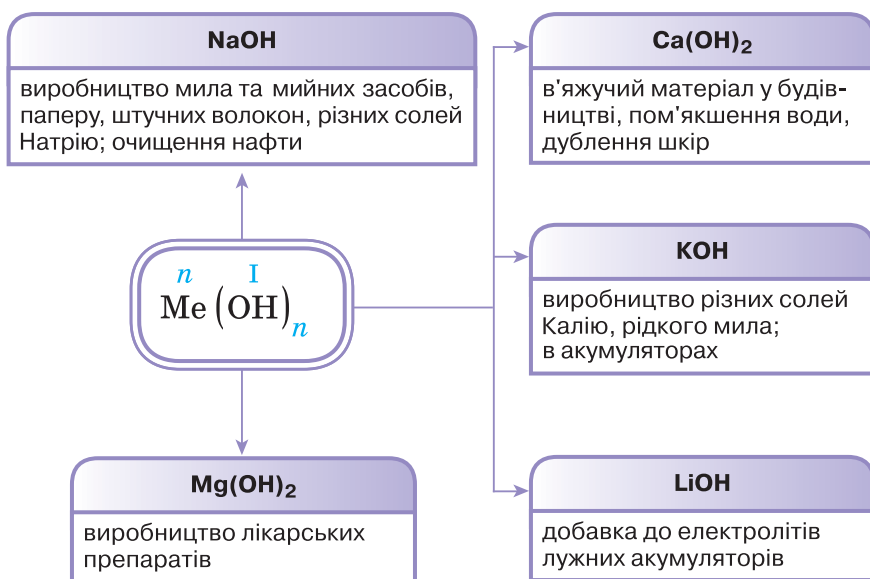 NaOH
виробництво мила та мийних засобів,
паперу, штучних волокон, різних солей
Натрію; очищення нафти
Ca(OH)₂
в'яжучий матеріал у будів-
ництві, пом'якшення води,
дублення шкір
n I
Me (OH)n
KOH
виробництво різних солей
Калію, рідкого мила;
в акумуляторах
Mg(OH)₂
виробництво лікарських
препаратів
LiOH
добавка до електролітів
лужних акумуляторів